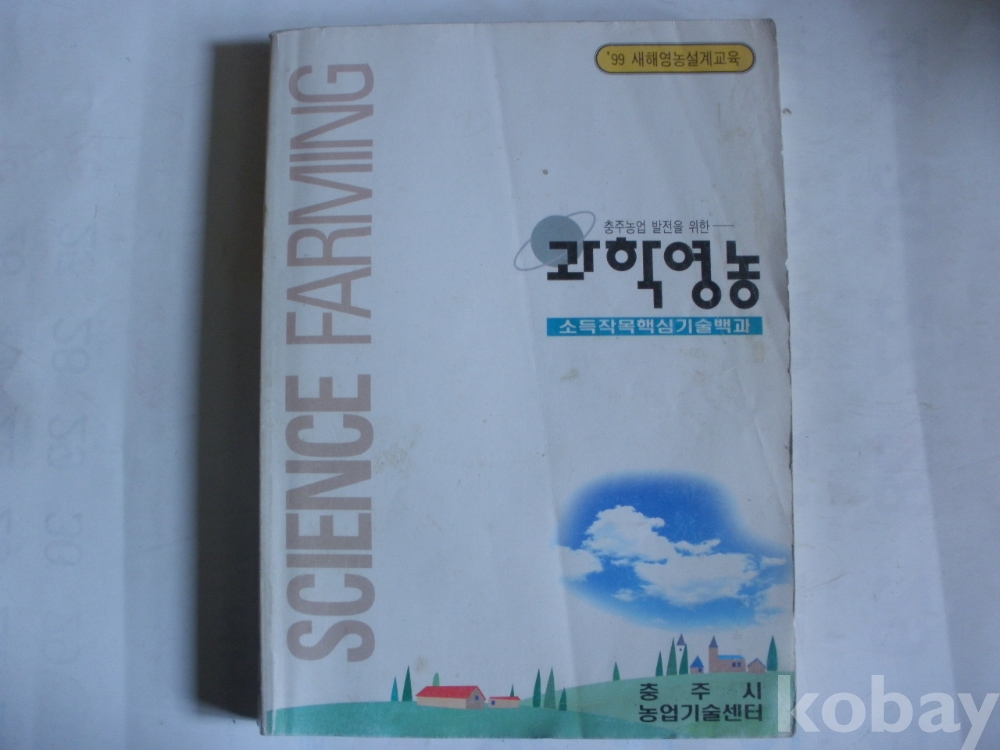 '99 새해영농설계교육
SCIENCE FARMING
충주농업 발전을 위한
과학영농
소득작목핵심기술백과
충주시
농업기술센터
kobay